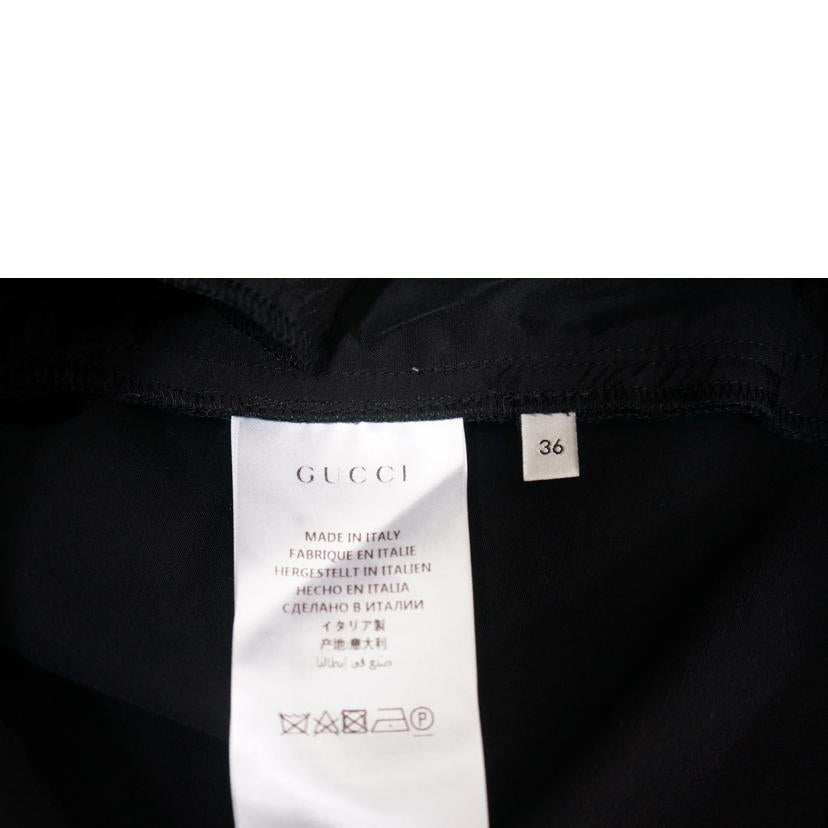 GUCCI
36
MADE IN ITALY
FABRIQUE EN ITALIE
HERGESTELLT IN ITALIEN
HECHO EN ITALIA
СДЕЛАНО В ИТАЛИИ
イタリア製
产地:意大利
صنع في إيطاليا
P